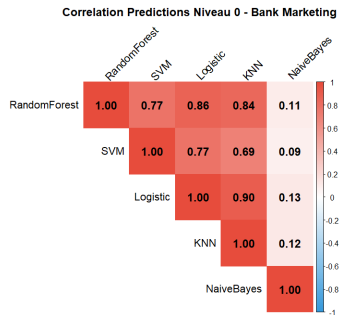 Correlation Predictions Niveau 0 - Bank Marketing
RandomForest SVM Logistic KNN NaiveBayes
RandomForest 1.00 0.77 0.86 0.84 0.11
SVM 1.00 0.77 0.69 0.09
Logistic 1.00 0.90 0.13
KNN 1.00 0.12
NaiveBayes 1.00
1
0.8
0.6
0.4
0.2
0
-0.2
-0.4
-0.6
-0.8
-1